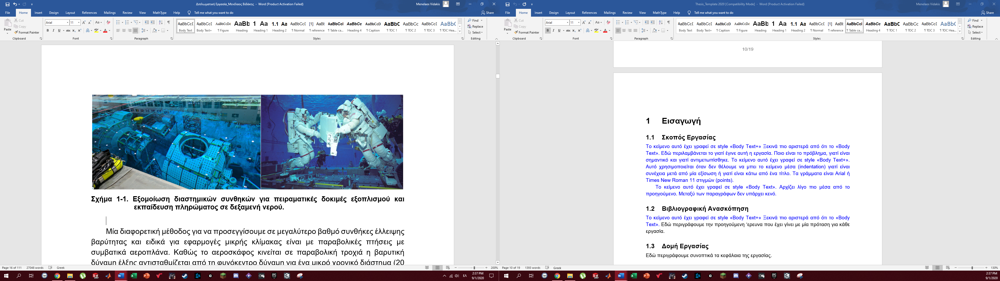 Διπλωματική Εργασία_Μενέλαος Βιδάκης - Word (Product Activation Failed)
Menelaos Vidakis
File Home Insert Design Layout References Mailings Review View MathType Help Tell me what you want to do
Share
Cut
Copy
Paste
Format Painter
Arial 11
AaBbCcD AaBbCcD AaBbCcDc AaBb 1 Aa 1.1 Aa AaBbCcD [1] AaBb AaBbCcI AaBbCc AaBbCcD AaBbC AaBbCc AaBbCcD AaBbC
Body Text Body Text+ ¶ Figure Heading Heading 1 Heading 2 ¶ Normal ¶ reference ¶ Table ca... Heading 4 ¶ Caption ¶ TOC 1 ¶ TOC 2 ¶ TOC 3 ¶ TOC Hea...
Find
Replace
Select
Clipboard Font Paragraph Styles Editing
Σχήμα 1-1. Εξομοίωση διαστημικών συνθηκών για πειραματικές δοκιμές εξοπλισμού και
εκπαίδευση πληρώματος σε δεξαμενή νερού.
Μία διαφορετική μέθοδος για να προσεγγίσουμε σε μεγαλύτερο βαθμό συνθήκες έλλειψης
βαρύτητας και ειδικά για εφαρμογές μικρής κλίμακας είναι με παραβολικές πτήσεις με
συμβατικά αεροπλάνα. Καθώς το αεροσκάφος κινείται σε παραβολική τροχιά η βαρυτική
δύναμη έλξης αντισταθμίζεται από τη φυγόκεντρο δύναμη για ένα μικρό χρονικό διάστημα (20
Page 16 of 111 27048 words Greek
200%
ΕΛ
2:37 PM
9/1/2020
Thesis_Template 2020 [Compatibility Mode] - Word (Product Activation Failed)
Menelaos Vidakis
File Home Insert Design Layout References Mailings Review View MathType Help Tell me what you want to do
Share
Cut
Copy
Paste
Format Painter
Arial 11
AaBbCcD AaBbCcD AaBbCcD AaBbCcDc AaBb 1 Aa 1.1 Aa AaBbCcD [1] AaBb AaBbCcI AaBbCc AaBbC AaBbCc AaBbCcD AaBbC
Body Text Body Text+ ¶ Caption ¶ Figure Heading Heading 1 Heading 2 ¶ Normal ¶ reference ¶ Table ca... Heading 4 ¶ TOC 1 ¶ TOC 2 ¶ TOC 3 ¶ TOC Hea...
Find
Replace
Select
Clipboard Font Paragraph Styles Editing
10/19
1 Εισαγωγή
1.1 Σκοπός Εργασίας
Το κείμενο αυτό έχει γραφεί σε style «Body Text+» Ξεκινά πιο αριστερά από ότι το «Body
Text». Εδώ περιλαμβάνεται το γιατί έγινε αυτή η εργασία. Ποιο είναι το πρόβλημα, γιατί είναι
σημαντικό και γιατί αντιμετωπίσθηκε. Το κείμενο αυτό έχει γραφεί σε style «Body Text+».
Αυτό χρησιμοποιείται όταν δεν θέλουμε να μπει το κείμενο μέσα (indentation) γιατί είναι
συνέχεια μετά από μία εξίσωση ή γιατί είναι κάτω από ένα τίτλο. Τα γράμματα είναι Arial ή
Times New Roman 11 στιγμών (points).
Το κείμενο αυτό έχει γραφεί σε style «Body Text». Αρχίζει λίγο πιο μέσα από το
προηγούμενο. Μεταξύ των παραγράφων δεν υπάρχει κενό.
1.2 Βιβλιογραφική Ανασκόπηση
Το κείμενο αυτό έχει γραφεί σε style «Body Text+» Ξεκινά πιο αριστερά από ότι το «Body
Text». Εδώ περιγράφουμε την προηγούμενη ‘ερευνα που έχει γίνει με μία πρόταση για κάθε
εργασία.
1.3 Δομή Εργασίας
Εδώ περιγράφουμε συνοπτικά τα κεφάλαια της εργασίας.
Page 10 of 19 1393 words Greek
130%
2:37 PM
9/1/2020